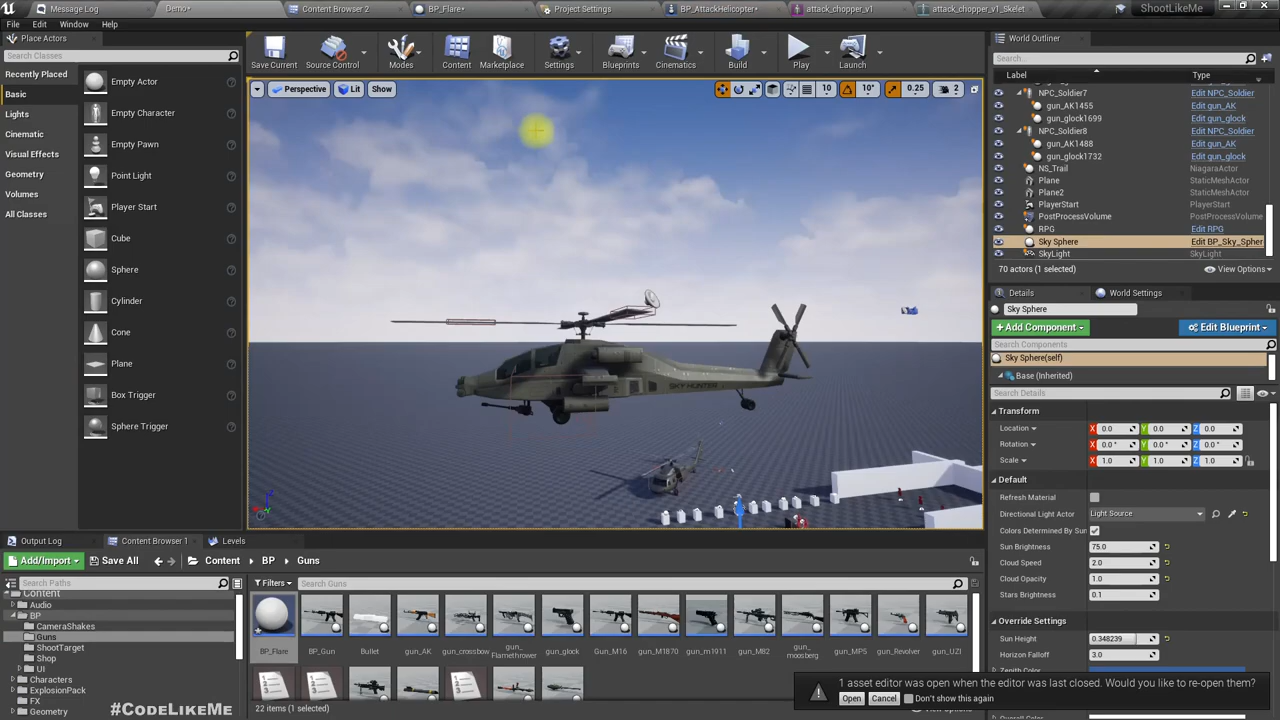 Message Log
Demo•
Content Browser 2
BP_Flare•
Project Settings
BP_AttackHelicopter•
attack_chopper_v1
attack_chopper_v1_Skelet
ShootLikeMe
File
Edit
Window
Help
Place Actors
Search Classes
Recently Placed
Basic
Lights
Cinematic
Visual Effects
Geometry
Volumes
All Classes
Empty Actor
Empty Character
Empty Pawn
Point Light
Player Start
Cube
Sphere
Cylinder
Cone
Plane
Box Trigger
Sphere Trigger
Save Current
Source Control
Modes
Content
Marketplace
Settings
Blueprints
Cinematics
Build
Play
Launch
Perspective
Lit
Show
10
10°
0.25
2
SKY HUNTER
World Outliner
Search...
Label
Type
NPC_Soldier7 Edit NPC_Soldier
gun_AK1455 Edit gun_AK
gun_glock1699 Edit gun_glock
NPC_Soldier8 Edit NPC_Soldier
gun_AK1488 Edit gun_AK
gun_glock1732 Edit gun_glock
NS_Trail NiagaraActor
Plane StaticMeshActor
Plane2 StaticMeshActor
PlayerStart PlayerStart
PostProcessVolume PostProcessVolume
RPG Edit RPG
Sky Sphere Edit BP_Sky_Spher
SkyLight SkyLight
70 actors (1 selected)
View Options
Details
World Settings
Sky Sphere
+ Add Component
Edit Blueprint
Search Components
Sky Sphere(self)
Base (Inherited)
Search Details
Transform
Location X 0.0 Y 0.0 Z 0.0
Rotation X 0.0 ° Y 0.0 ° Z 0.0 °
Scale X 1.0 Y 1.0 Z 1.0
Default
Refresh Material
Directional Light Actor Light Source
Colors Determined By Sun
Sun Brightness 75.0
Cloud Speed 2.0
Cloud Opacity 1.0
Stars Brightness 0.1
Override Settings
Sun Height 0.348239
Horizon Falloff 3.0
Output Log
Content Browser 1
Levels
Add/Import
Save All
Content
BP
Guns
Search Paths
Filters
Search Guns
Content
Audio
BP
CameraShakes
Guns
ShootTarget
Shop
UI
Characters
ExplosionPack
FX
Geometry
BP_Flare
BP_Gun
Bullet
gun_AK
gun_
crossbow
gun_
Flamethrower
gun_glock
Gun_M16
gun_M1870
gun_m1911
gun_M82
gun_
moosberg
gun_MP5
gun_Revolver
gun_UZI
22 items (1 selected)
1 asset editor was open when the editor was last closed. Would you like to re-open them?
Open
Cancel
Don't show this again
#CodeLikeMe